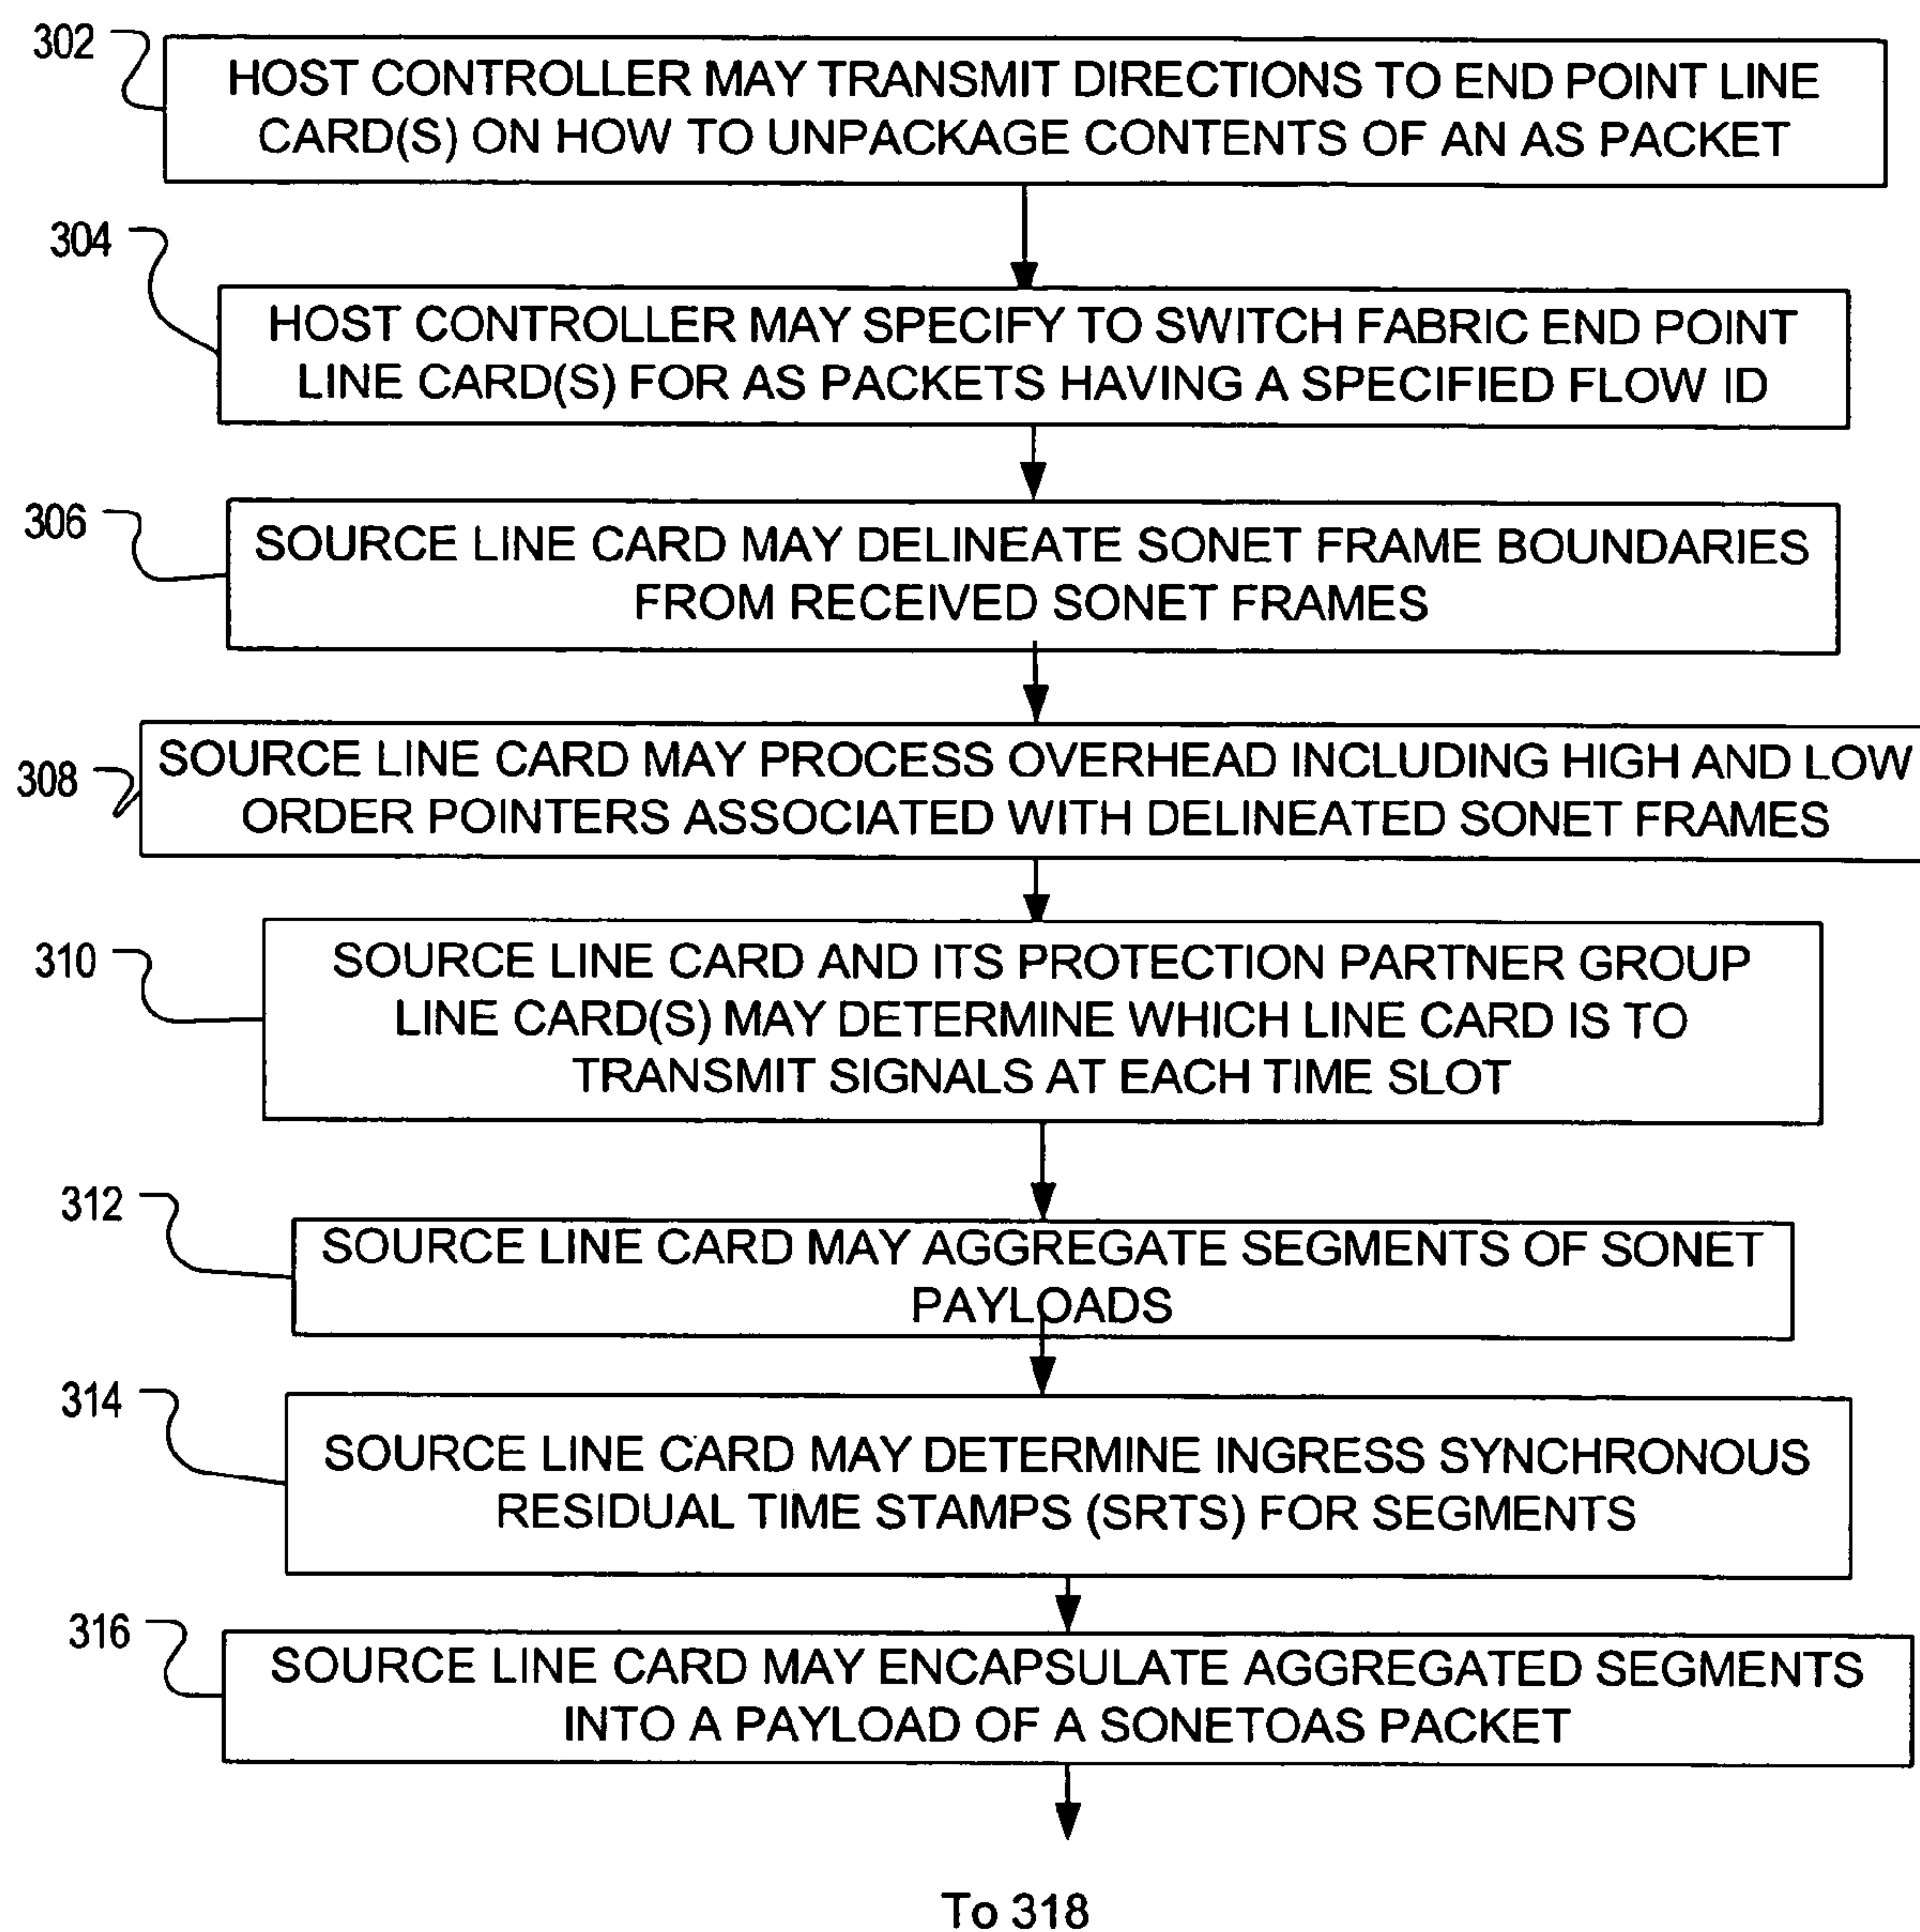 302
HOST CONTROLLER MAY TRANSMIT DIRECTIONS TO END POINT LINE
CARD(S) ON HOW TO UNPACKAGE CONTENTS OF AN AS PACKET
304
HOST CONTROLLER MAY SPECIFY TO SWITCH FABRIC END POINT
LINE CARD(S) FOR AS PACKETS HAVING A SPECIFIED FLOW ID
306
SOURCE LINE CARD MAY DELINEATE SONET FRAME BOUNDARIES
FROM RECEIVED SONET FRAMES
308
SOURCE LINE CARD MAY PROCESS OVERHEAD INCLUDING HIGH AND LOW
ORDER POINTERS ASSOCIATED WITH DELINEATED SONET FRAMES
310
SOURCE LINE CARD AND ITS PROTECTION PARTNER GROUP
LINE CARD(S) MAY DETERMINE WHICH LINE CARD IS TO
TRANSMIT SIGNALS AT EACH TIME SLOT
312
SOURCE LINE CARD MAY AGGREGATE SEGMENTS OF SONET
PAYLOADS
314
SOURCE LINE CARD MAY DETERMINE INGRESS SYNCHRONOUS
RESIDUAL TIME STAMPS (SRTS) FOR SEGMENTS
316
SOURCE LINE CARD MAY ENCAPSULATE AGGREGATED SEGMENTS
INTO A PAYLOAD OF A SONETOAS PACKET
To 318